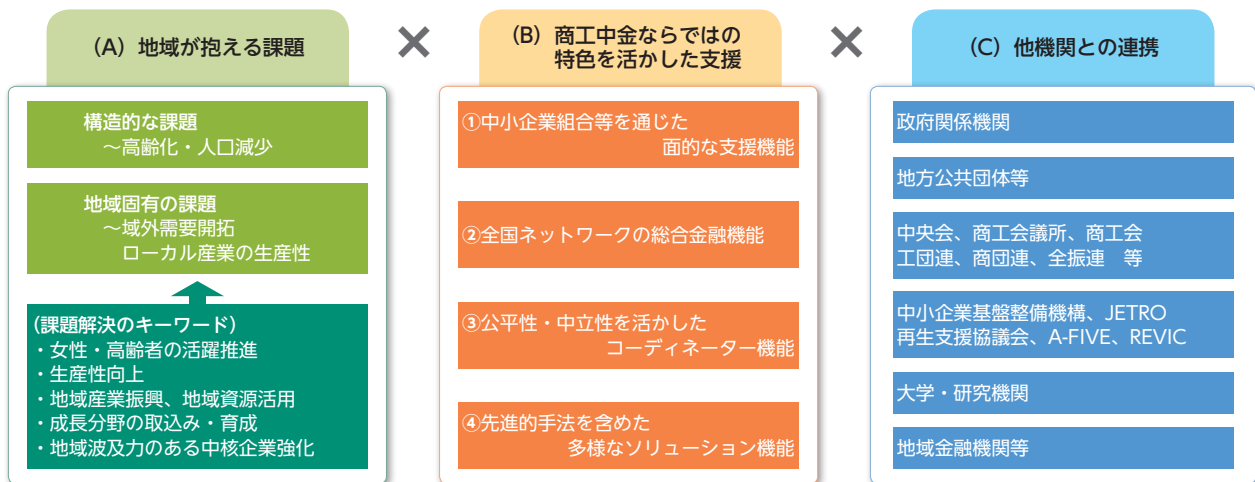 (A) 地域が抱える課題
×
(B) 商工中金ならではの
特色を活かした支援
×
(C) 他機関との連携
構造的な課題
～高齢化・人口減少
地域固有の課題
～域外需要開拓
ローカル産業の生産性
(課題解決のキーワード)
・女性・高齢者の活躍推進
・生産性向上
・地域産業振興、地域資源活用
・成長分野の取込み・育成
・地域波及力のある中核企業強化
①中小企業組合等を通じた
面的な支援機能
②全国ネットワークの総合金融機能
③公平性・中立性を活かした
コーディネーター機能
④先進的手法を含めた
多様なソリューション機能
政府関係機関
地方公共団体等
中央会、商工会議所、商工会
工団連、商団連、全振連　等
中小企業基盤整備機構、JETRO
再生支援協議会、A-FIVE、REVIC
大学・研究機関
地域金融機関等